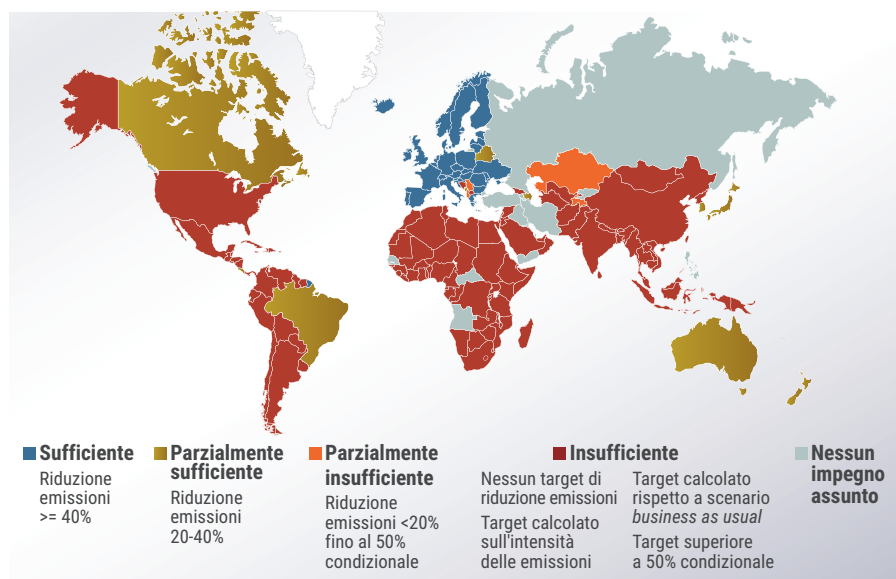 Sufficiente
Riduzione
emissioni
>= 40%
Parzialmente
sufficiente
Riduzione
emissioni
20-40%
Parzialmente
insufficiente
Riduzione
emissioni <20%
fino al 50%
condizionale
Insufficiente
Nessun target di
riduzione emissioni
Target calcolato
sull'intensità
delle emissioni
Target calcolato
rispetto a scenario
business as usual
Target superiore
a 50% condizionale
Nessun
impegno
assunto